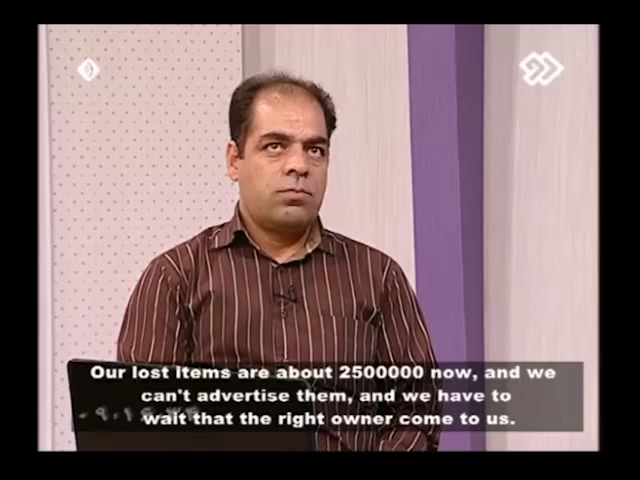 Our lost items are about 2500000 now, and we
can't advertise them, and we have to
wait that the right owner come to us.